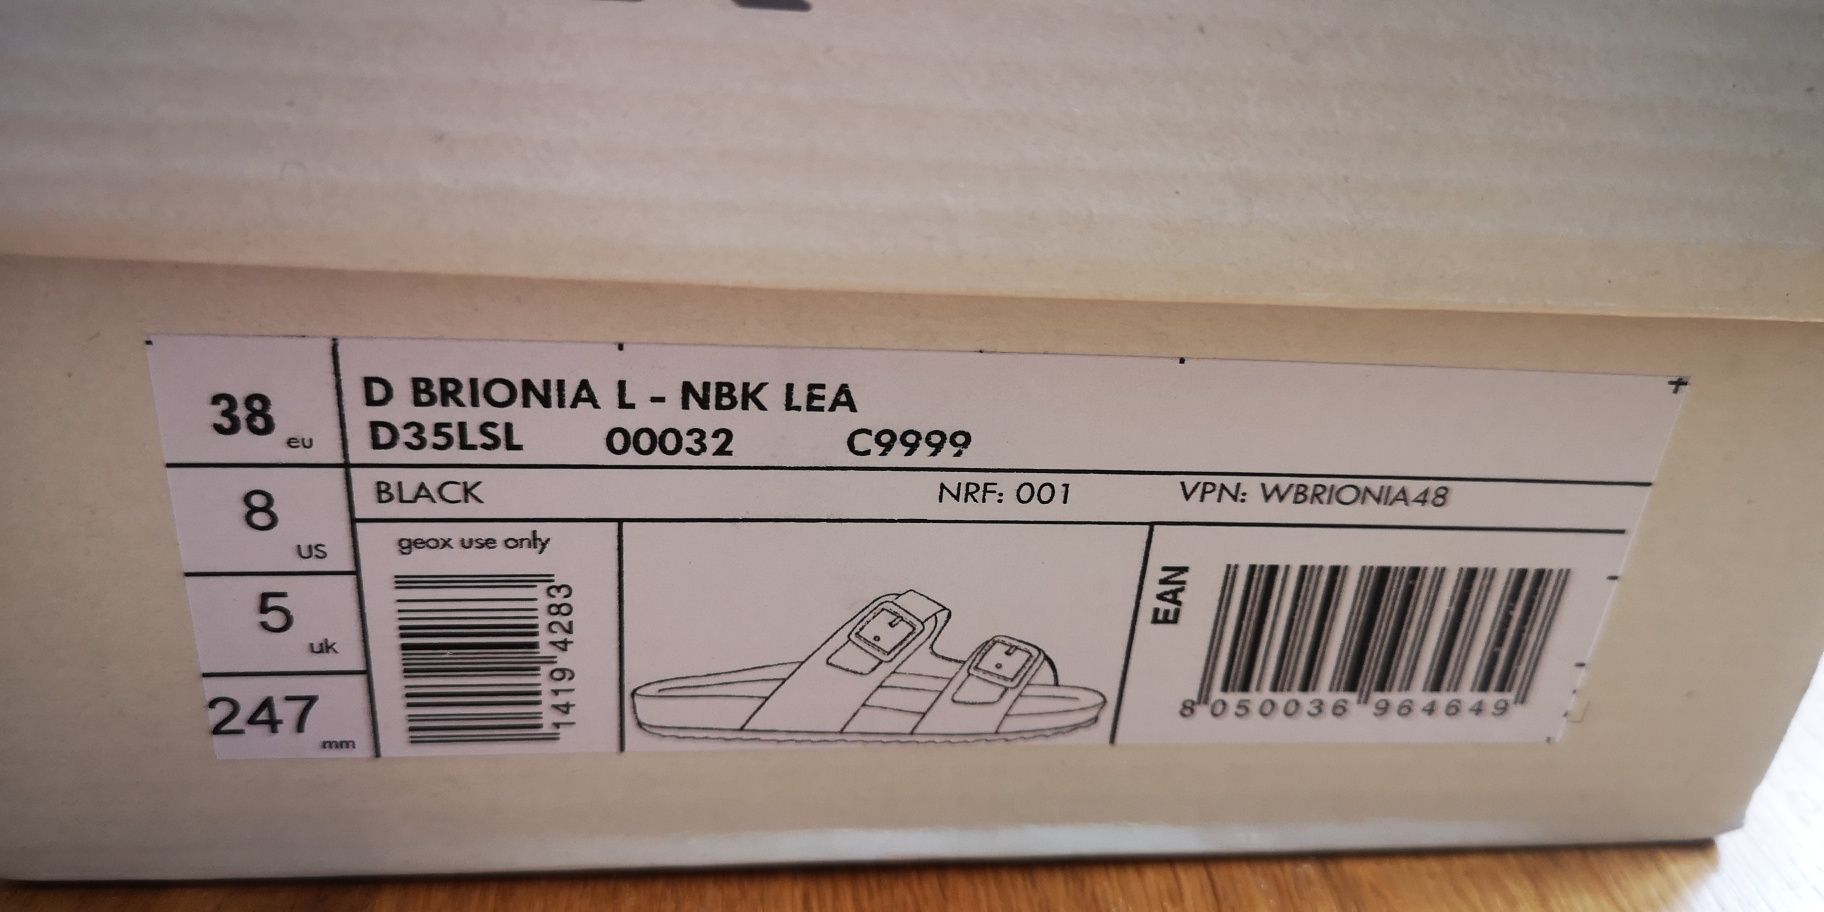 38 eu
D BRIONIA L - NBK LEA
D35LSL 00032 C9999
8 US
BLACK NRF: 001 VPN: WBRIONIA48
5 uk
247 mm
geox use only
1419 4283
EAN
8 050036 964649